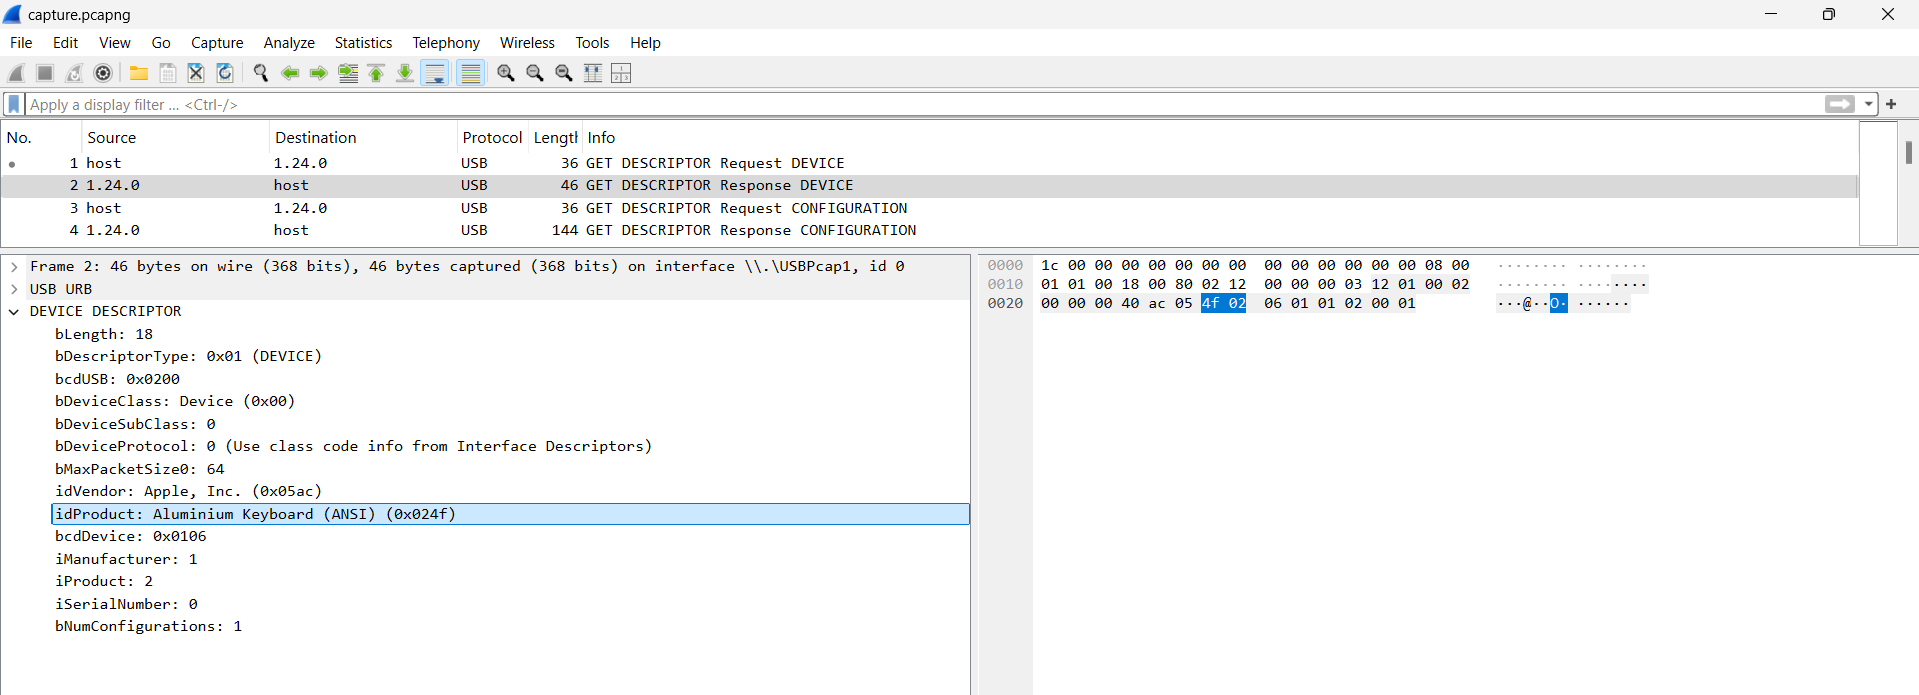 capture.pcapng
File Edit View Go Capture Analyze Statistics Telephony Wireless Tools Help
Apply a display filter ... <Ctrl-/>
No. Source Destination Protocol Length Info
1 host 1.24.0 USB 36 GET DESCRIPTOR Request DEVICE
2 1.24.0 host USB 46 GET DESCRIPTOR Response DEVICE
3 host 1.24.0 USB 36 GET DESCRIPTOR Request CONFIGURATION
4 1.24.0 host USB 144 GET DESCRIPTOR Response CONFIGURATION
Frame 2: 46 bytes on wire (368 bits), 46 bytes captured (368 bits) on interface \\.\USBPcap1, id 0
USB URB
DEVICE DESCRIPTOR
bLength: 18
bDescriptorType: 0x01 (DEVICE)
bcdUSB: 0x0200
bDeviceClass: Device (0x00)
bDeviceSubClass: 0
bDeviceProtocol: 0 (Use class code info from Interface Descriptors)
bMaxPacketSize0: 64
idVendor: Apple, Inc. (0x05ac)
idProduct: Aluminium Keyboard (ANSI) (0x024f)
bcdDevice: 0x0106
iManufacturer: 1
iProduct: 2
iSerialNumber: 0
bNumConfigurations: 1
0000 1c 00 00 00 00 00 00 00 00 00 00 00 00 00 08 00 ········ ········
0010 01 01 00 18 00 80 02 12 00 00 00 03 12 01 00 02 ········ ········
0020 00 00 00 40 ac 05 4f 02 06 01 01 02 00 01 ···@··O· ······